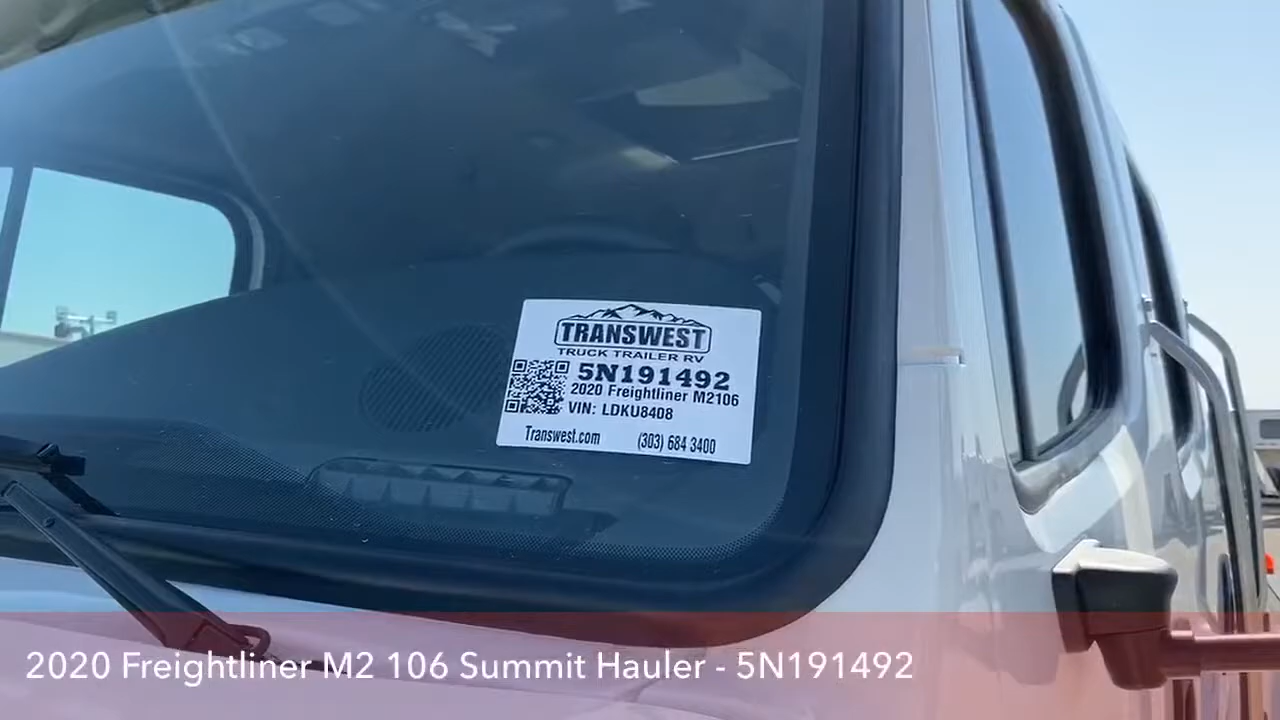 TRANSWEST
TRUCK TRAILER RV
5N191492
2020 Freightliner M2106
VIN: LDKU8408
Transwest.com (303) 684 3400
2020 Freightliner M2 106 Summit Hauler - 5N191492